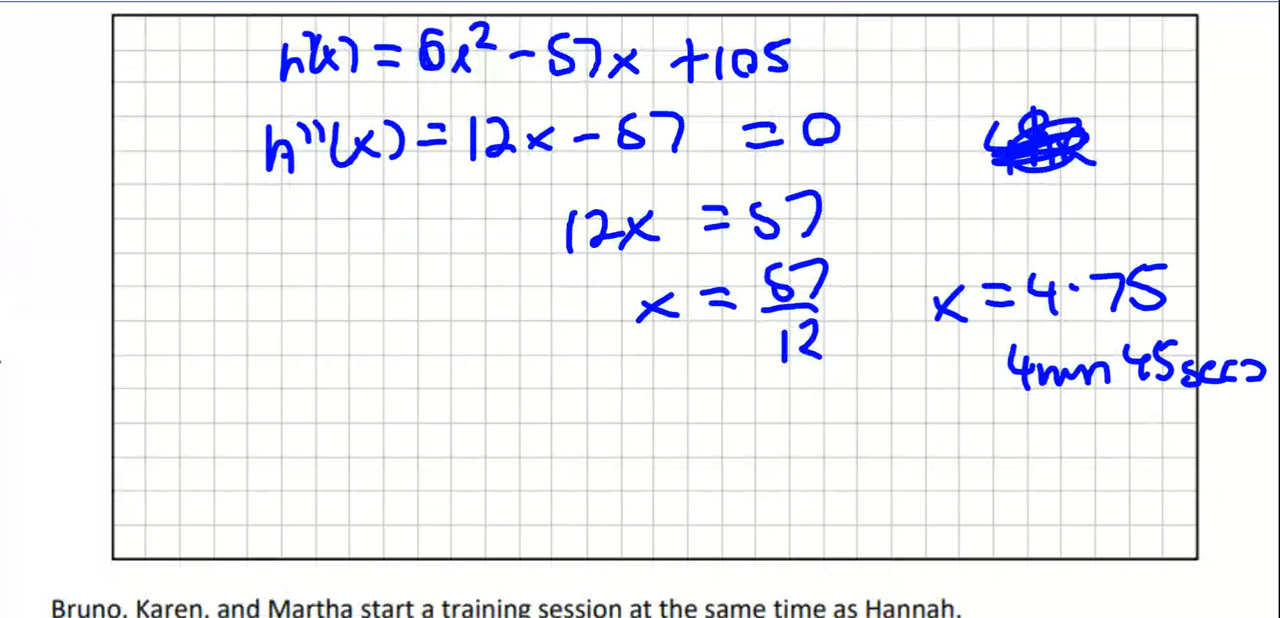 h'(x) = 6x² - 57x + 105
h''(x) = 12x - 57 = 0
12x = 57
x = 57/12 x = 4.75
4min 45secs
Bruno, Karen, and Martha start a training session at the same time as Hannah.